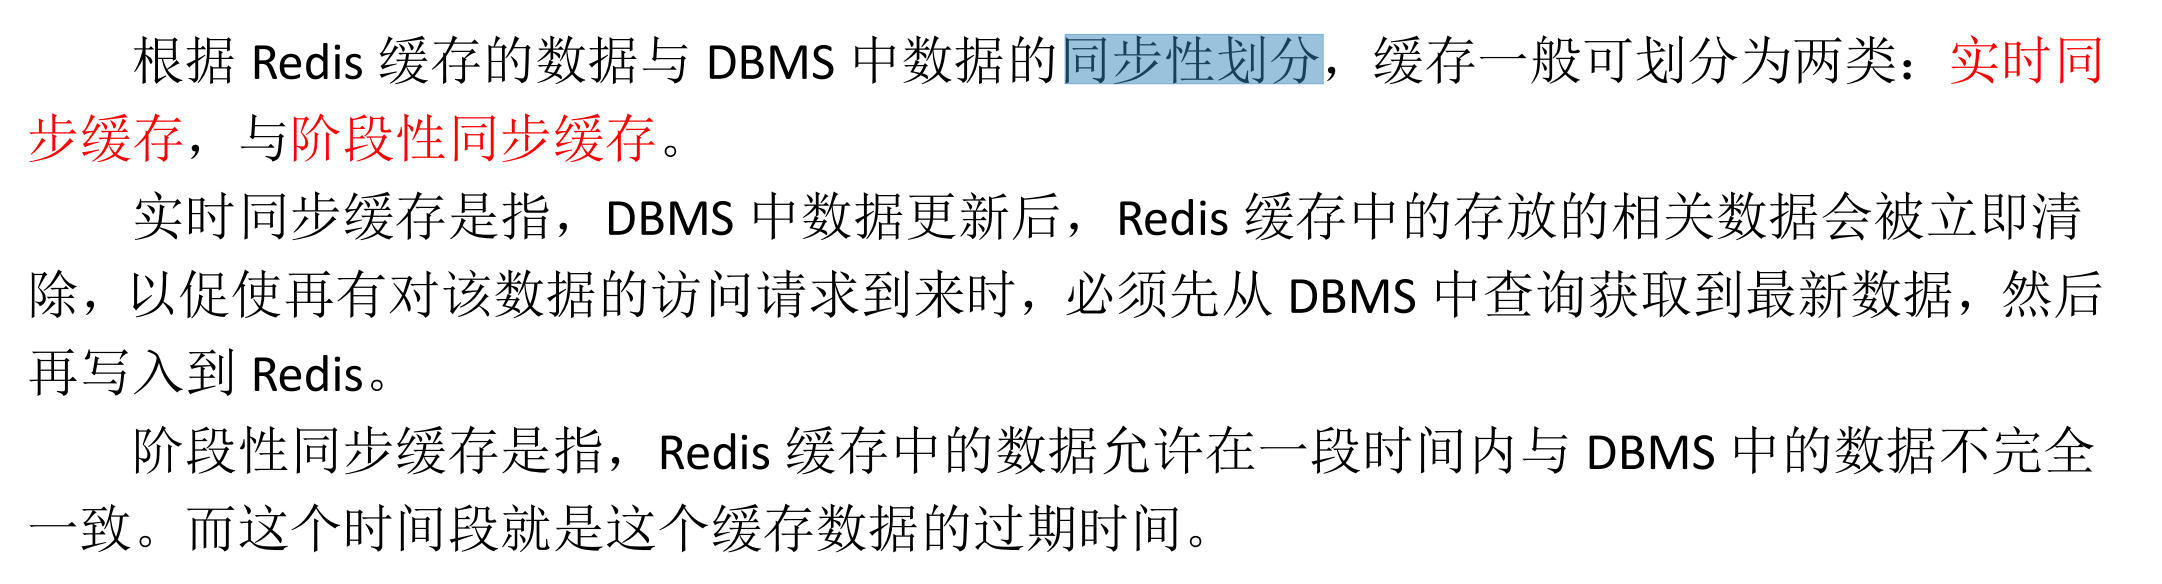 根据 Redis 缓存的数据与 DBMS 中数据的同步性划分，缓存一般可划分为两类：实时同
步缓存，与阶段性同步缓存。
实时同步缓存是指，DBMS 中数据更新后，Redis 缓存中的存放的相关数据会被立即清
除，以促使再有对该数据的访问请求到来时，必须先从 DBMS 中查询获取到最新数据，然后
再写入到 Redis。
阶段性同步缓存是指，Redis 缓存中的数据允许在一段时间内与 DBMS 中的数据不完全
一致。而这个时间段就是这个缓存数据的过期时间。